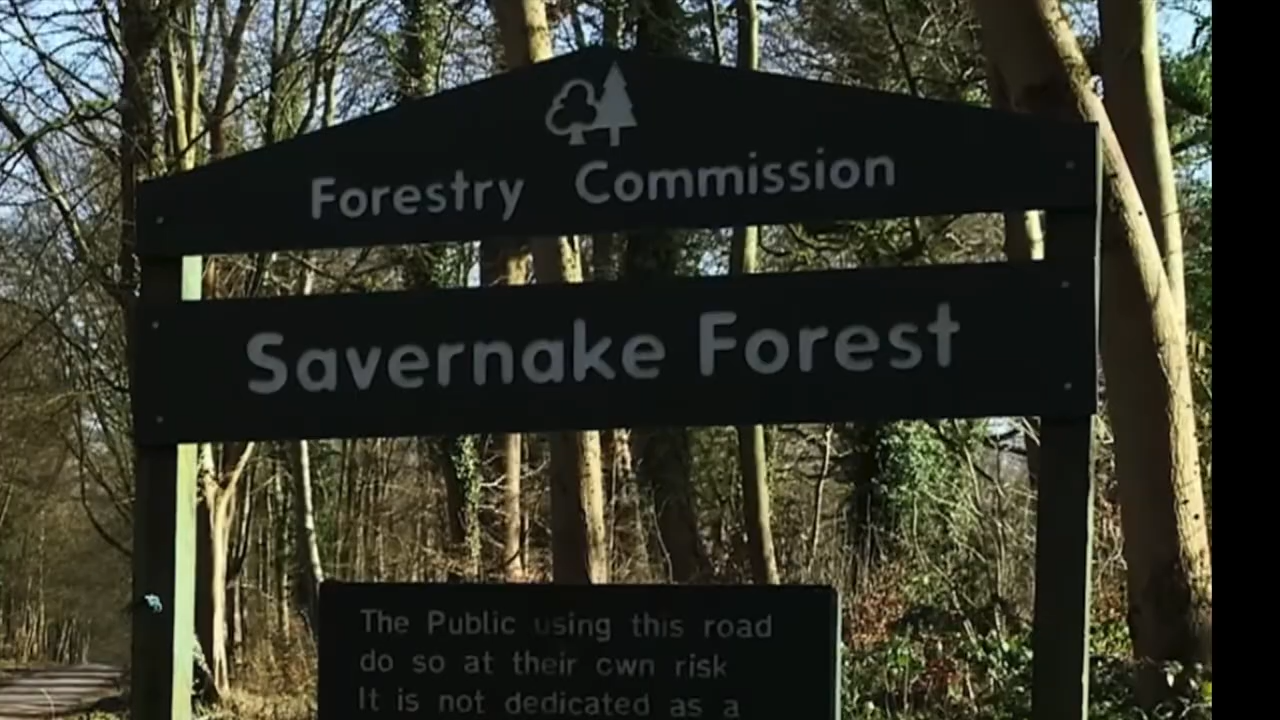 Forestry Commission
Savernake Forest
The Public using this road
do so at their cwn risk
It is not dedicated as a